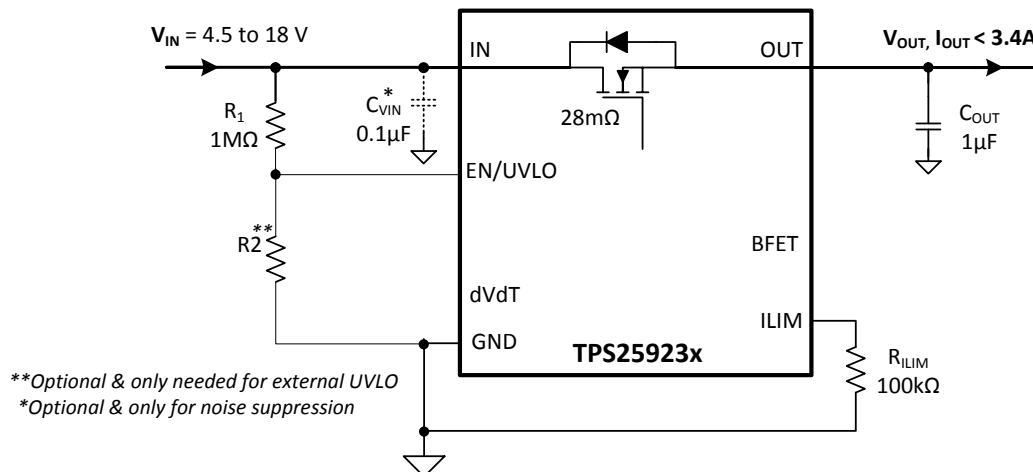 V_IN = 4.5 to 18 V
IN
OUT
V_OUT, I_OUT < 3.4A
R_1
1MΩ
C_VIN*
0.1µF
28mΩ
C_OUT
1µF
EN/UVLO
R2**
BFET
dVdT
ILIM
GND
TPS25923x
R_ILIM
100kΩ
**Optional & only needed for external UVLO
*Optional & only for noise suppression